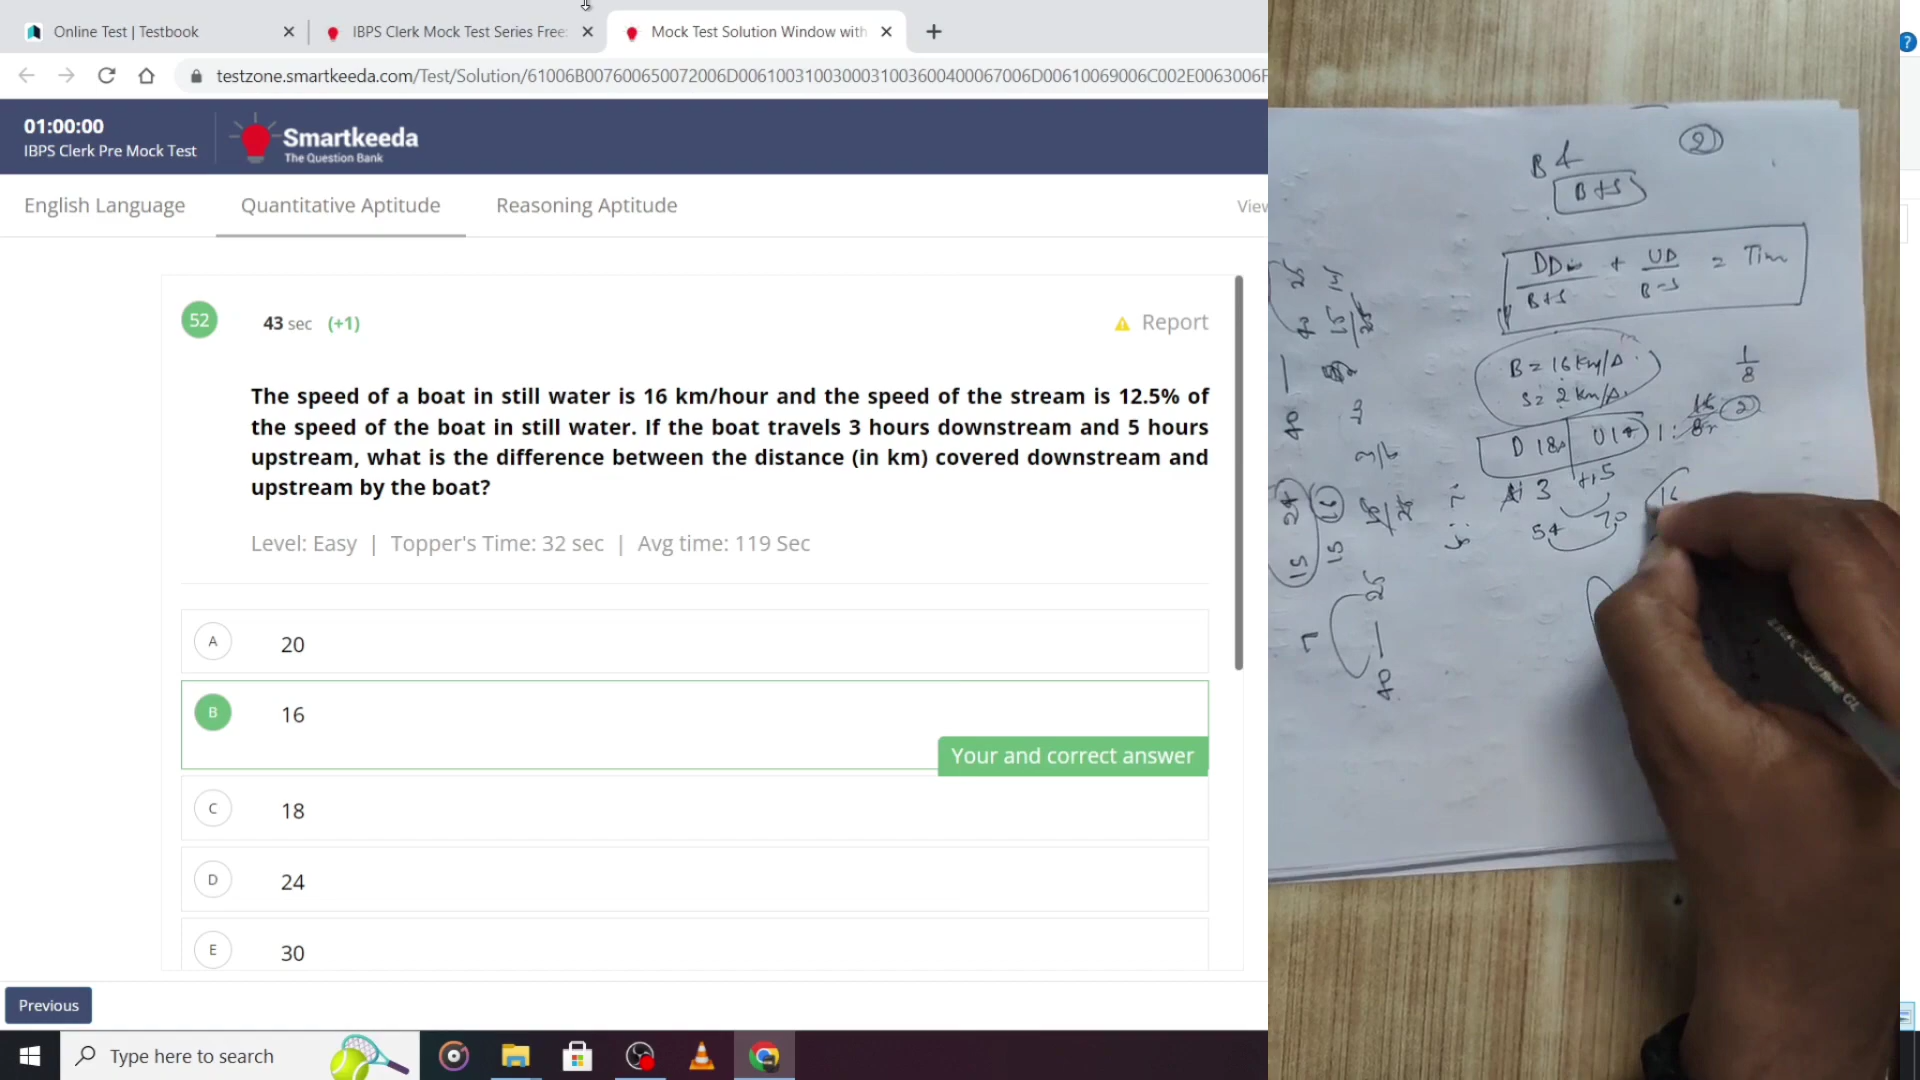 Online Test | Testbook
IBPS Clerk Mock Test Series Free:
Mock Test Solution Window with
testzone.smartkeeda.com/Test/Solution/61006B007600650072006D0061003100300031003600400067006D00610069006C002E0063006F
01:00:00
IBPS Clerk Pre Mock Test
Smartkeeda
The Question Bank
English Language
Quantitative Aptitude
Reasoning Aptitude
View
52
43 sec (+1)
Report
The speed of a boat in still water is 16 km/hour and the speed of the stream is 12.5% of
the speed of the boat in still water. If the boat travels 3 hours downstream and 5 hours
upstream, what is the difference between the distance (in km) covered downstream and
upstream by the boat?
Level: Easy | Topper's Time: 32 sec | Avg time: 119 Sec
A 20
B 16
Your and correct answer
C 18
D 24
E 30
Previous
Type here to search
2
B
B+S
UD
B+S
B-S
B = 16 km/h
S = 2 km/h
1
8
2
3
5
54
70
16